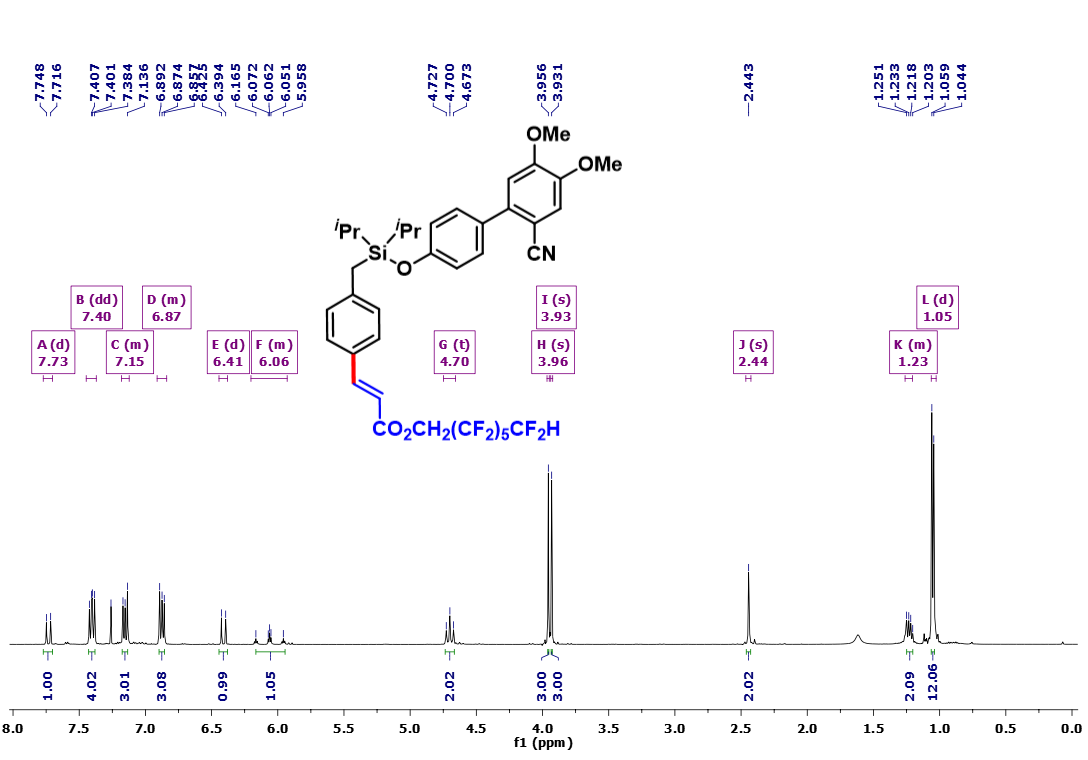 7.748
7.716
7.407
7.401
7.384
7.136
6.892
6.874
6.857
6.425
6.394
6.165
6.072
6.062
6.051
5.958
4.727
4.700
4.673
3.956
3.931
2.443
1.251
1.233
1.218
1.203
1.059
1.044
OMe
OMe
iPr
iPr
Si
O
CN
CO2CH2(CF2)5CF2H
B (dd)
7.40
D (m)
6.87
I (s)
3.93
L (d)
1.05
A (d)
7.73
C (m)
7.15
E (d)
6.41
F (m)
6.06
G (t)
4.70
H (s)
3.96
J (s)
2.44
K (m)
1.23
1.00
4.02
3.01
3.08
0.99
1.05
2.02
3.00
3.00
2.02
2.09
12.06
8.0 7.5 7.0 6.5 6.0 5.5 5.0 4.5 4.0 3.5 3.0 2.5 2.0 1.5 1.0 0.5 0.0
f1 (ppm)